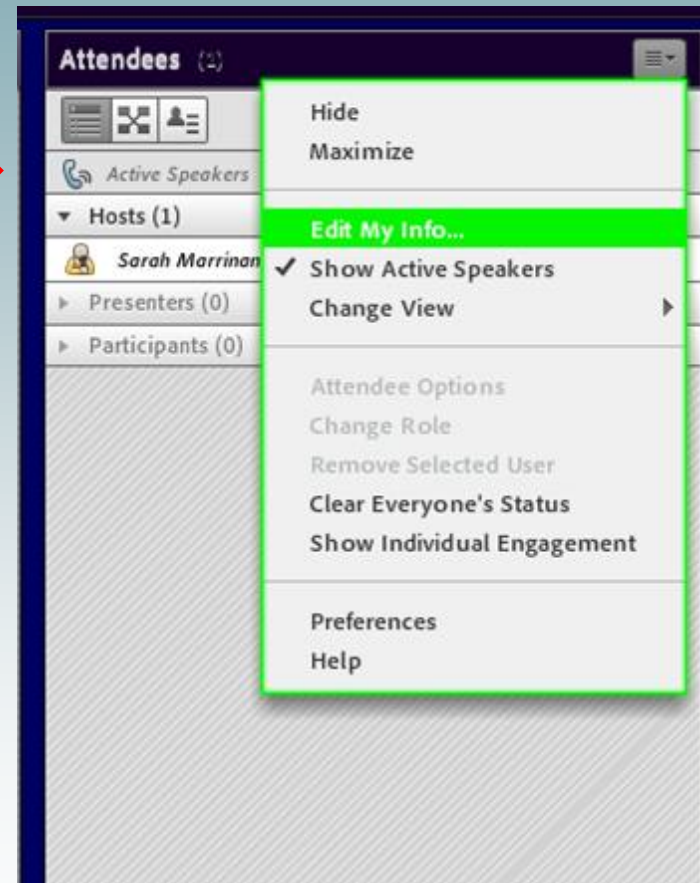 Attendees (1)
Active Speakers
Hosts (1)
Sarah Marrinan
Presenters (0)
Participants (0)
Hide
Maximize
Edit My Info...
Show Active Speakers
Change View
Attendee Options
Change Role
Remove Selected User
Clear Everyone's Status
Show Individual Engagement
Preferences
Help